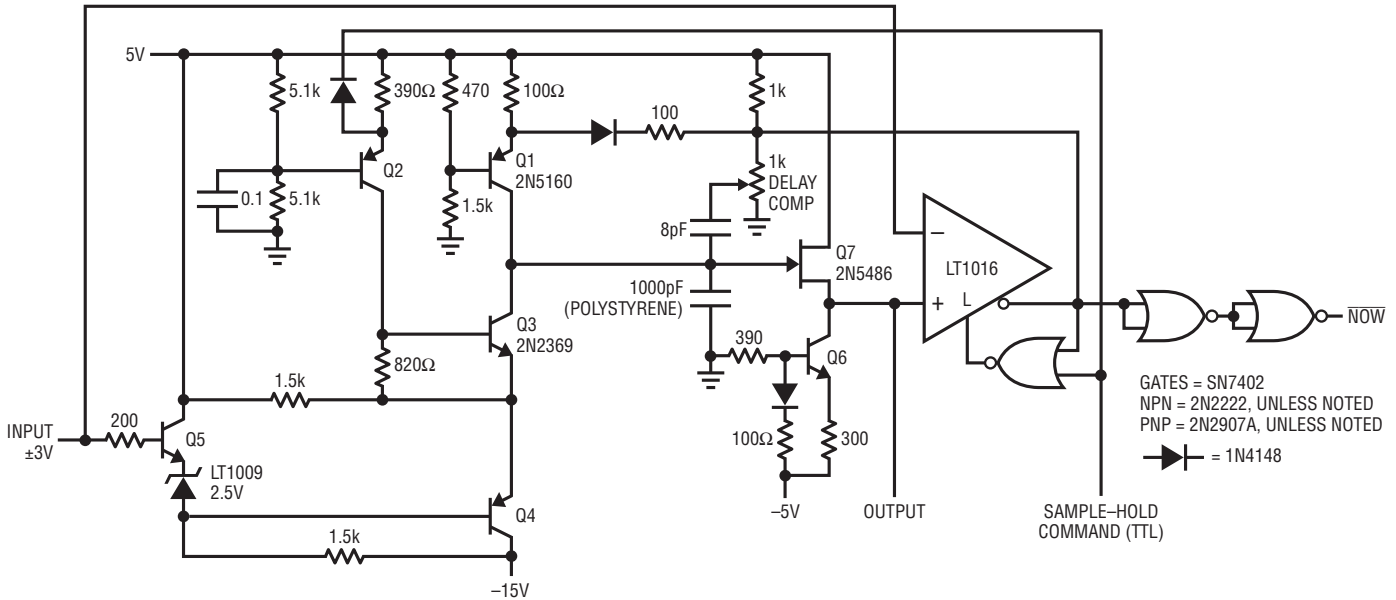 5V
5.1k
390Ω
470
100Ω
1k
100
Q2
Q1
2N5160
1k
DELAY
COMP
0.1
5.1k
1.5k
8pF
Q7
2N5486
–
LT1016
+
L
1000pF
(POLYSTYRENE)
Q3
2N2369
NOW
820Ω
390
Q6
1.5k
GATES = SN7402
NPN = 2N2222, UNLESS NOTED
PNP = 2N2907A, UNLESS NOTED
= 1N4148
INPUT
±3V
200
Q5
100Ω
300
LT1009
2.5V
Q4
–5V
OUTPUT
SAMPLE–HOLD
COMMAND (TTL)
1.5k
–15V